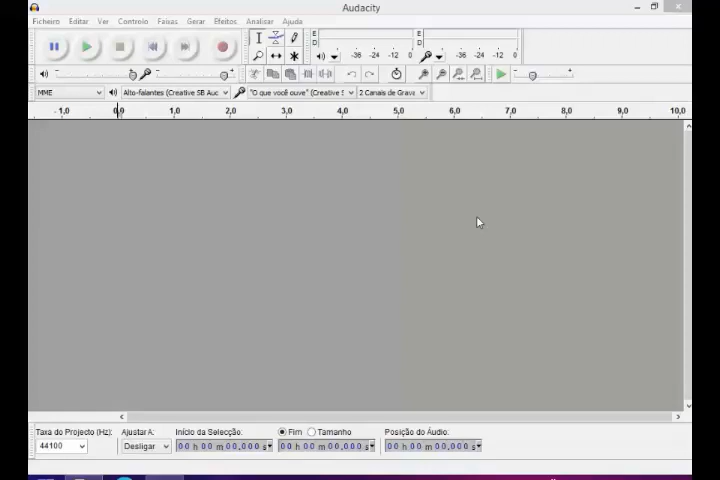 Audacity
Ficheiro Editar Ver Controlo Faixas Gerar Efeitos Analisar Ajuda
E E
D D
-36 -24 -12 0 -36 -24 -12 0
MME Alto-falantes (Creative SB Auc "O que você ouve" (Creative S 2 Canais de Grava
- 1,0 0,0 1,0 2,0 3,0 4,0 5,0 6,0 7,0 8,0 9,0 10,0
Taxa do Projecto (Hz): Ajustar A: Início da Selecção: Fim Tamanho Posição do Áudio:
44100 Desligar 00 h 00 m 00,000 s 00 h 00 m 00,000 s 00 h 00 m 00,000 s